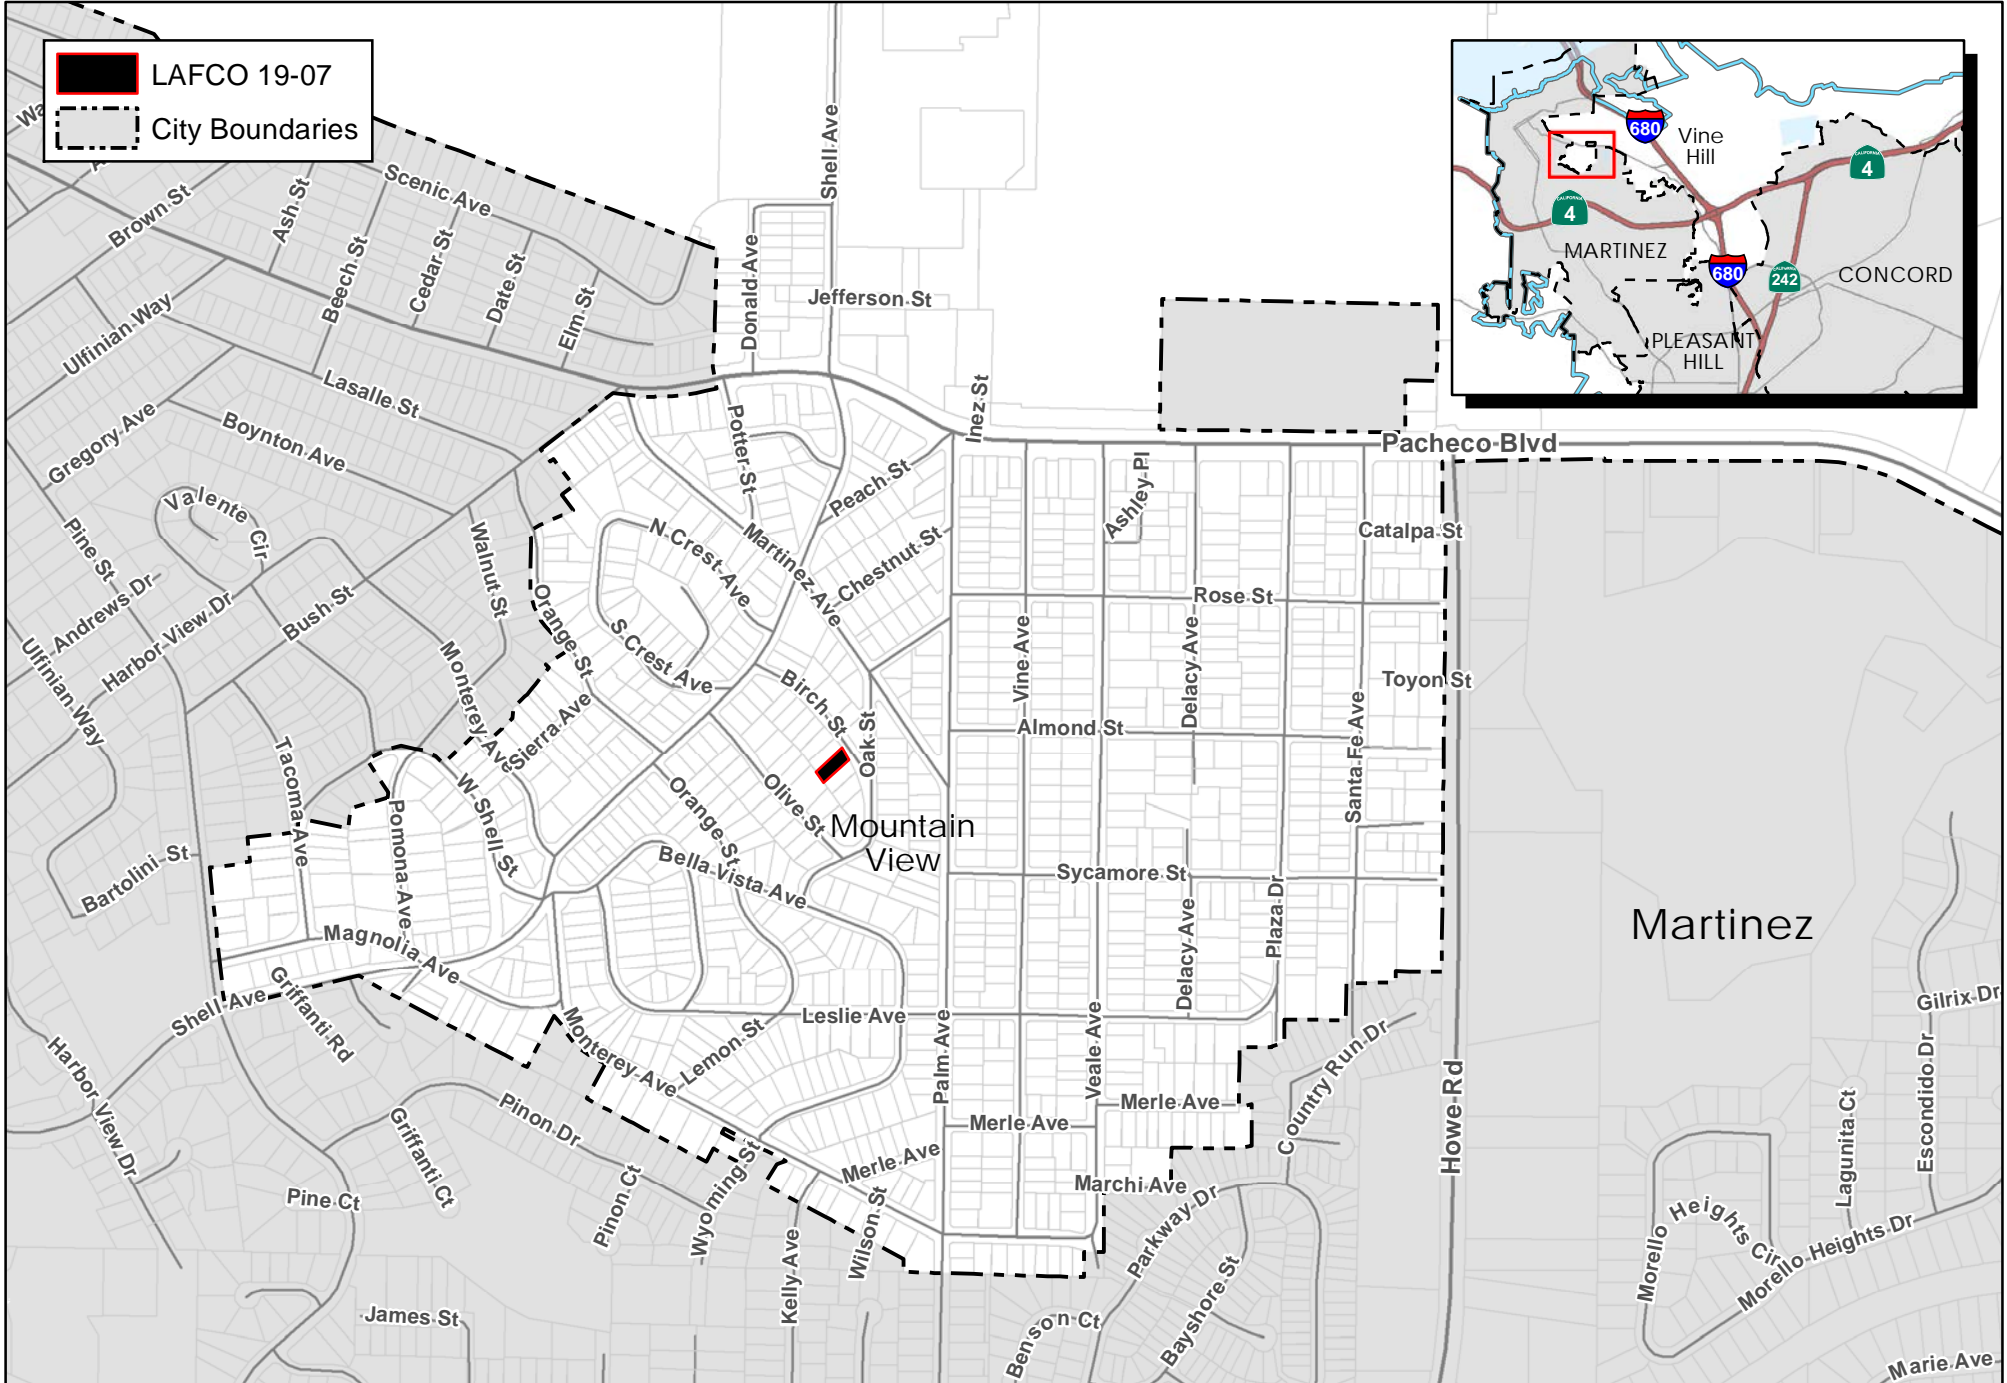 LAFCO 19-07
City Boundaries
Wa
A
Brown St
Ash St
Scenic Ave
Beech St
Cedar St
Date St
Elm St
Ulfinian Way
Lasalle St
Gregory Ave
Boynton Ave
Valente Cir
Pine St
Andrews Dr
Harbor View Dr
Ulfinian Way
Bush St
Walnut St
Monterey Ave
Orange St
Sierra Ave
Tacoma Ave
W Shell St
Pomona Ave
Bartolini St
Magnolia Ave
Shell Ave
Griffanti Rd
Harbor View Dr
Griffanti Ct
Pinon Dr
Pine Ct
Pinon Ct
Wyoming St
James St
Kelly Ave
Wilson St
Shell Ave
Donald Ave
Jefferson St
Potter St
Inez St
Peach St
Martinez Ave
N Crest Ave
Chestnut St
S Crest Ave
Birch St
Oak St
Olive St
Orange St
Bella Vista Ave
Mountain
View
Leslie Ave
Lemon St
Monterey Ave
Merle Ave
Palm Ave
Vine Ave
Veale Ave
Ashley Pl
Pacheco Blvd
Catalpa St
Rose St
Delacy Ave
Toyon St
Almond St
Santa Fe Ave
Sycamore St
Delacy Ave
Plaza Dr
Merle Ave
Merle Ave
Marchi Ave
Country Run Dr
Parkway Dr
Bayshore St
Benson Ct
Howe Rd
Martinez
Gilrix Dr
Escondido Dr
Lagunita Ct
Morello Heights Cir
Morello Heights Dr
Marie Ave
680
Vine
Hill
CALIFORNIA
4
CALIFORNIA
4
MARTINEZ
680
CALIFORNIA
242
CONCORD
PLEASANT
HILL